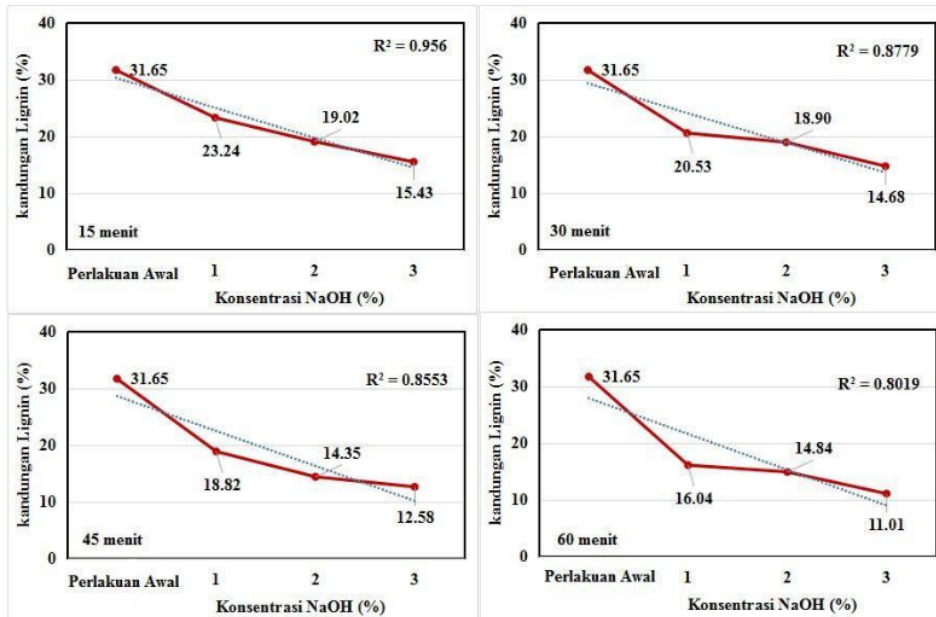 kandungan Lignin (%)
40
30
20
10
0
R² = 0.956
31.65
23.24
19.02
15.43
15 menit
Perlakuan Awal 1 2 3
Konsentrasi NaOH (%)
kandungan Lignin (%)
40
30
20
10
0
R² = 0.8779
31.65
20.53
18.90
14.68
30 menit
Perlakuan Awal 1 2 3
Konsentrasi NaOH (%)
kandungan Lignin (%)
40
30
20
10
0
R² = 0.8553
31.65
18.82
14.35
12.58
45 menit
Perlakuan Awal 1 2 3
Konsentrasi NaOH (%)
kandungan Lignin (%)
40
30
20
10
0
R² = 0.8019
31.65
16.04
14.84
11.01
60 menit
Perlakuan Awal 1 2 3
Konsentrasi NaOH (%)